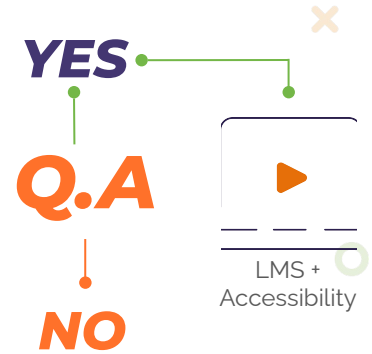 YES
Q.A
NO
LMS +
Accessibility